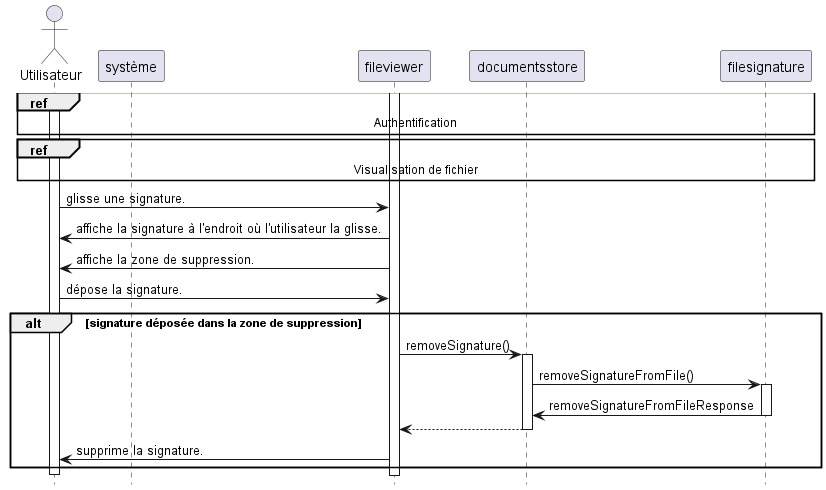 Utilisateur
système
fileviewer
documentsstore
filesignature
ref
Authentification
ref
Visualisation de fichier
glisse une signature.
affiche la signature à l'endroit où l'utilisateur la glisse.
affiche la zone de suppression.
dépose la signature.
alt [signature déposée dans la zone de suppression]
removeSignature()
removeSignatureFromFile()
removeSignatureFromFileResponse
supprime la signature.